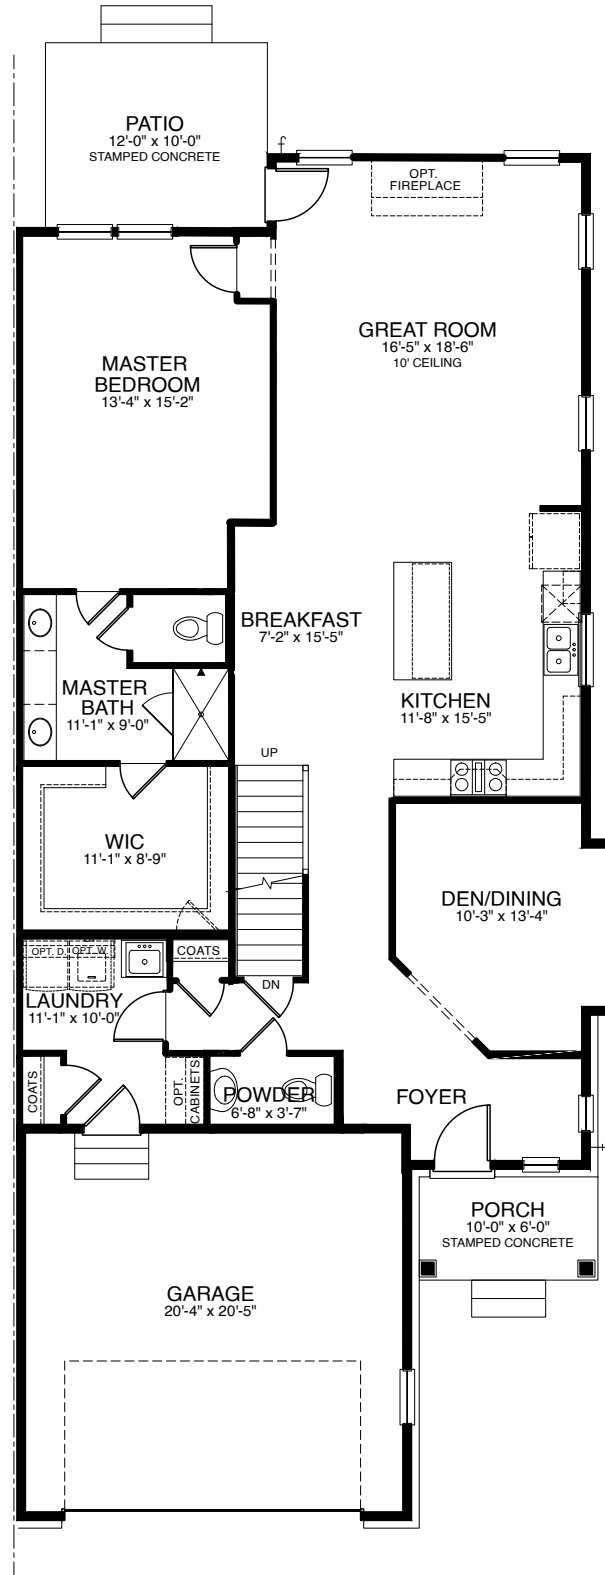 PATIO
12'-0" x 10'-0"
STAMPED CONCRETE
OPT.
FIREPLACE
GREAT ROOM
16'-5" x 18'-6"
10' CEILING
MASTER
BEDROOM
13'-4" x 15'-2"
BREAKFAST
7'-2" x 15'-5"
MASTER
BATH
11'-1" x 9'-0"
KITCHEN
11'-8" x 15'-5"
UP
WIC
11'-1" x 8'-9"
DEN/DINING
10'-3" x 13'-4"
OPT. D
OPT. W
COATS
DN
LAUNDRY
11'-1" x 10'-0"
COATS
OPT.
CABINETS
POWDER
6'-8" x 3'-7"
FOYER
PORCH
10'-0" x 6'-0"
STAMPED CONCRETE
GARAGE
20'-4" x 20'-5"